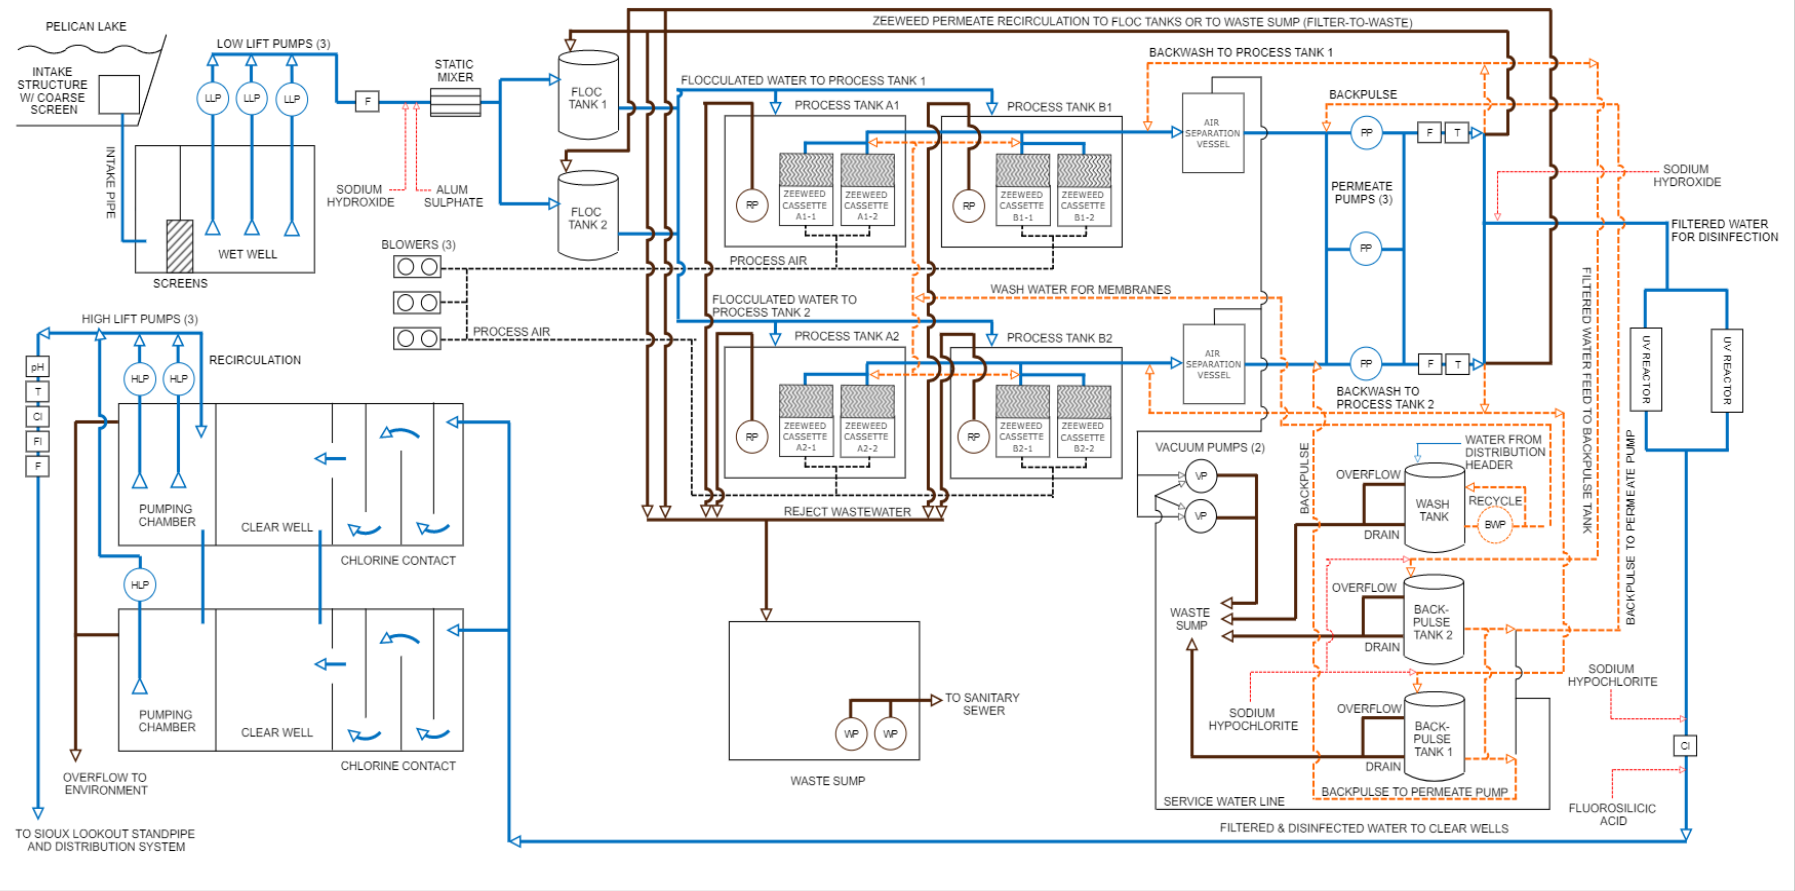 PELICAN LAKE
INTAKE
STRUCTURE
W/ COARSE
SCREEN
INTAKE PIPE
LOW LIFT PUMPS (3)
LLP
LLP
LLP
WET WELL
SCREENS
F
STATIC
MIXER
SODIUM
HYDROXIDE
ALUM
SULPHATE
FLOC
TANK 1
FLOC
TANK 2
BLOWERS (3)
PROCESS AIR
PROCESS AIR
ZEEWEED PERMEATE RECIRCULATION TO FLOC TANKS OR TO WASTE SUMP (FILTER-TO-WASTE)
FLOCCULATED WATER TO PROCESS TANK 1
PROCESS TANK A1
RP
ZEEWEED
CASSETTE
A1-1
ZEEWEED
CASSETTE
A1-2
PROCESS TANK B1
RP
ZEEWEED
CASSETTE
B1-1
ZEEWEED
CASSETTE
B1-2
FLOCCULATED WATER TO
PROCESS TANK 2
PROCESS TANK A2
RP
ZEEWEED
CASSETTE
A2-1
ZEEWEED
CASSETTE
A2-2
WASH WATER FOR MEMBRANES
PROCESS TANK B2
RP
ZEEWEED
CASSETTE
B2-1
ZEEWEED
CASSETTE
B2-2
REJECT WASTEWATER
BACKWASH TO PROCESS TANK 1
AIR
SEPARATION
VESSEL
AIR
SEPARATION
VESSEL
BACKPULSE
PP
PERMEATE
PUMPS (3)
PP
PP
F
T
F
T
BACKWASH TO
PROCESS TANK 2
SODIUM
HYDROXIDE
FILTERED WATER
FOR DISINFECTION
FILTERED WATER FEED TO BACKPULSE TANK
BACKPULSE TO PERMEATE PUMP
UV REACTOR
UV REACTOR
VACUUM PUMPS (2)
VP
VP
BACKPULSE
WATER FROM
DISTRIBUTION
HEADER
OVERFLOW
WASH
TANK
RECYCLE
BWP
DRAIN
OVERFLOW
BACK-
PULSE
TANK 2
DRAIN
WASTE
SUMP
SODIUM
HYPOCHLORITE
OVERFLOW
BACK-
PULSE
TANK 1
DRAIN
BACKPULSE TO PERMEATE PUMP
SERVICE WATER LINE
SODIUM
HYPOCHLORITE
Cl
FLUOROSILICIC
ACID
FILTERED & DISINFECTED WATER TO CLEAR WELLS
HIGH LIFT PUMPS (3)
pH
T
Cl
Fl
F
HLP
HLP
RECIRCULATION
PUMPING
CHAMBER
CLEAR WELL
CHLORINE CONTACT
HLP
PUMPING
CHAMBER
CLEAR WELL
CHLORINE CONTACT
OVERFLOW TO
ENVIRONMENT
TO SIOUX LOOKOUT STANDPIPE
AND DISTRIBUTION SYSTEM
WP
WP
TO SANITARY
SEWER
WASTE SUMP